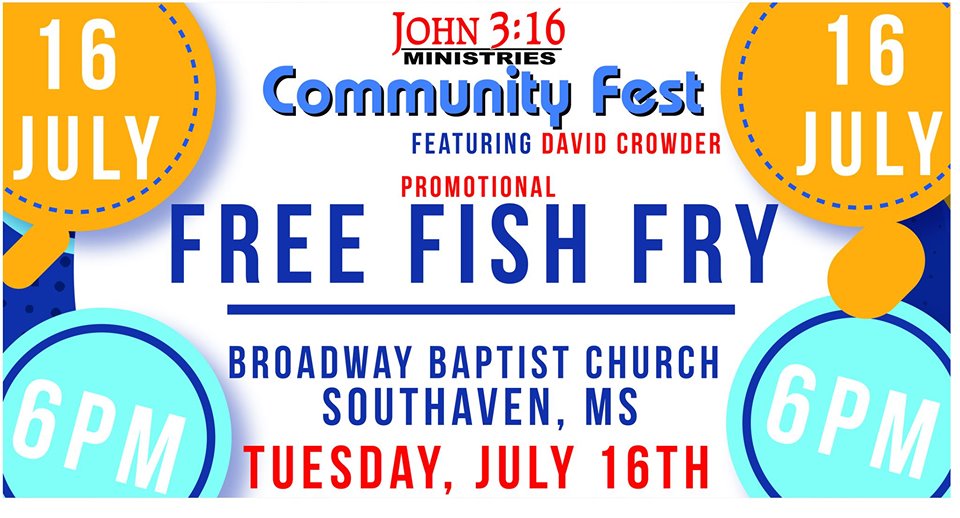 16
JULY
16
JULY
JOHN 3:16
MINISTRIES
Community Fest
FEATURING DAVID CROWDER
PROMOTIONAL
FREE FISH FRY
BROADWAY BAPTIST CHURCH
SOUTHAVEN, MS
TUESDAY, JULY 16TH
6PM
6PM